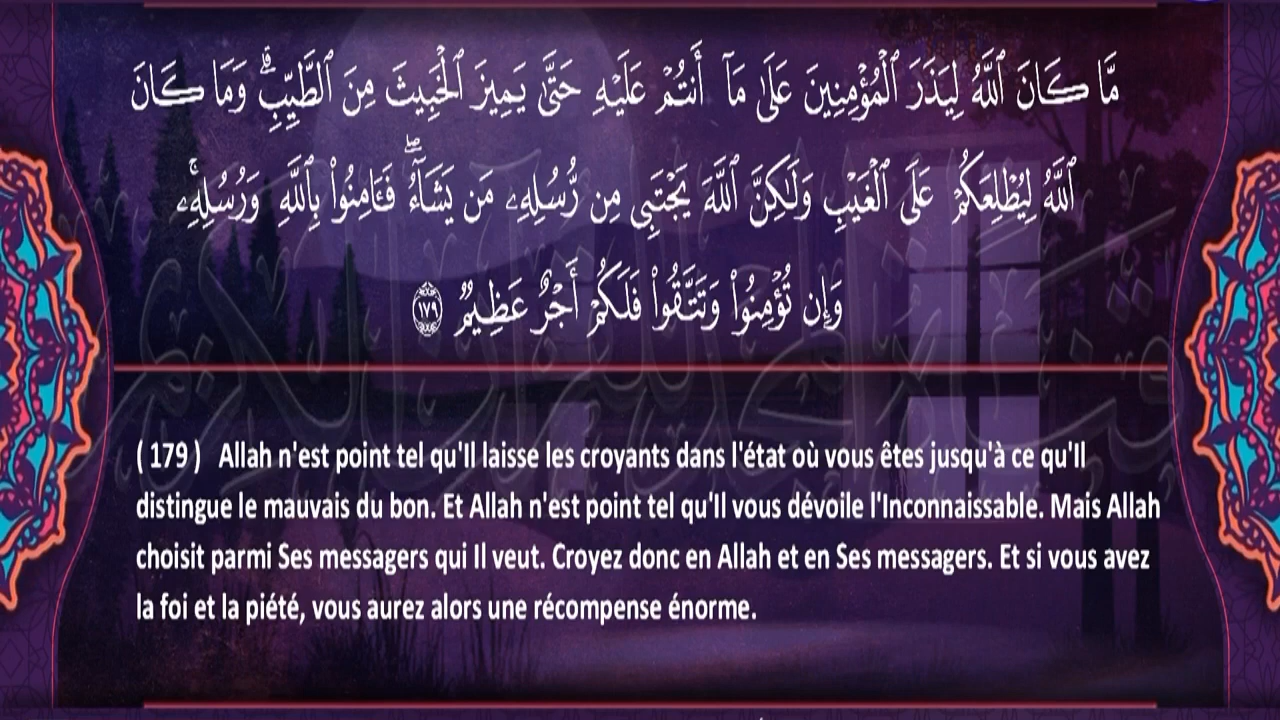 مَّا كَانَ ٱللَّهُ لِيَذَرَ ٱلْمُؤْمِنِينَ عَلَىٰ مَآ أَنتُمْ عَلَيْهِ حَتَّىٰ يَمِيزَ ٱلْخَبِيثَ مِنَ ٱلطَّيِّبِ ۗ وَمَا كَانَ
ٱللَّهُ لِيُطْلِعَكُمْ عَلَى ٱلْغَيْبِ وَلَٰكِنَّ ٱللَّهَ يَجْتَبِى مِن رُّسُلِهِۦ مَن يَشَآءُ ۖ فَـَٔامِنُوا۟ بِٱللَّهِ وَرُسُلِهِۦ ۚ
وَإِن تُؤْمِنُوا۟ وَتَتَّقُوا۟ فَلَكُمْ أَجْرٌ عَظِيمٌ ١٧٩
( 179 ) Allah n'est point tel qu'Il laisse les croyants dans l'état où vous êtes jusqu'à ce qu'Il
distingue le mauvais du bon. Et Allah n'est point tel qu'Il vous dévoile l'Inconnaissable. Mais Allah
choisit parmi Ses messagers qui Il veut. Croyez donc en Allah et en Ses messagers. Et si vous avez
la foi et la piété, vous aurez alors une récompense énorme.